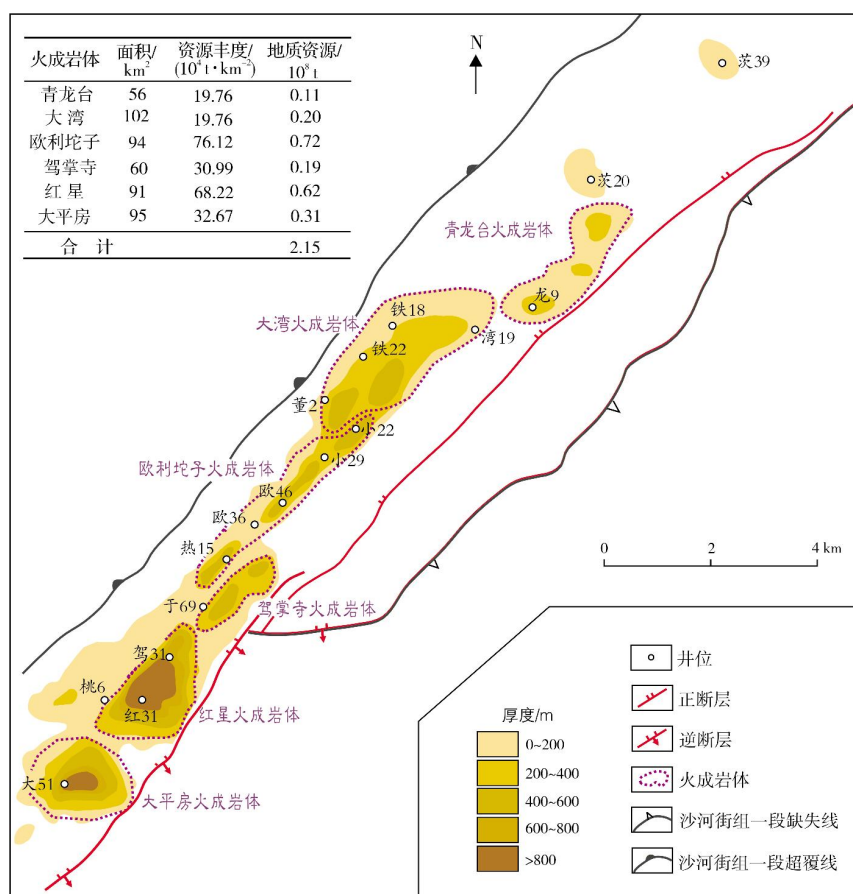 火成岩体 面积/km² 资源丰度/(10⁴ t·km⁻²) 地质资源/10⁸ t
青龙台 56 19.76 0.11
大湾 102 19.76 0.20
欧利坨子 94 76.12 0.72
驾掌寺 60 30.99 0.19
红星 91 68.22 0.62
大平房 95 32.67 0.31
合计 2.15
N
茨39
茨20
青龙台火成岩体
龙9
大湾火成岩体
铁18
湾19
铁22
董2
小22
小29
欧利坨子火成岩体
欧46
欧36
热15
于69
驾掌寺火成岩体
驾31
桃6
红31
红星火成岩体
大51
大平房火成岩体
0 2 4 km
厚度/m
0~200
200~400
400~600
600~800
>800
井位
正断层
逆断层
火成岩体
沙河街组一段缺失线
沙河街组一段超覆线